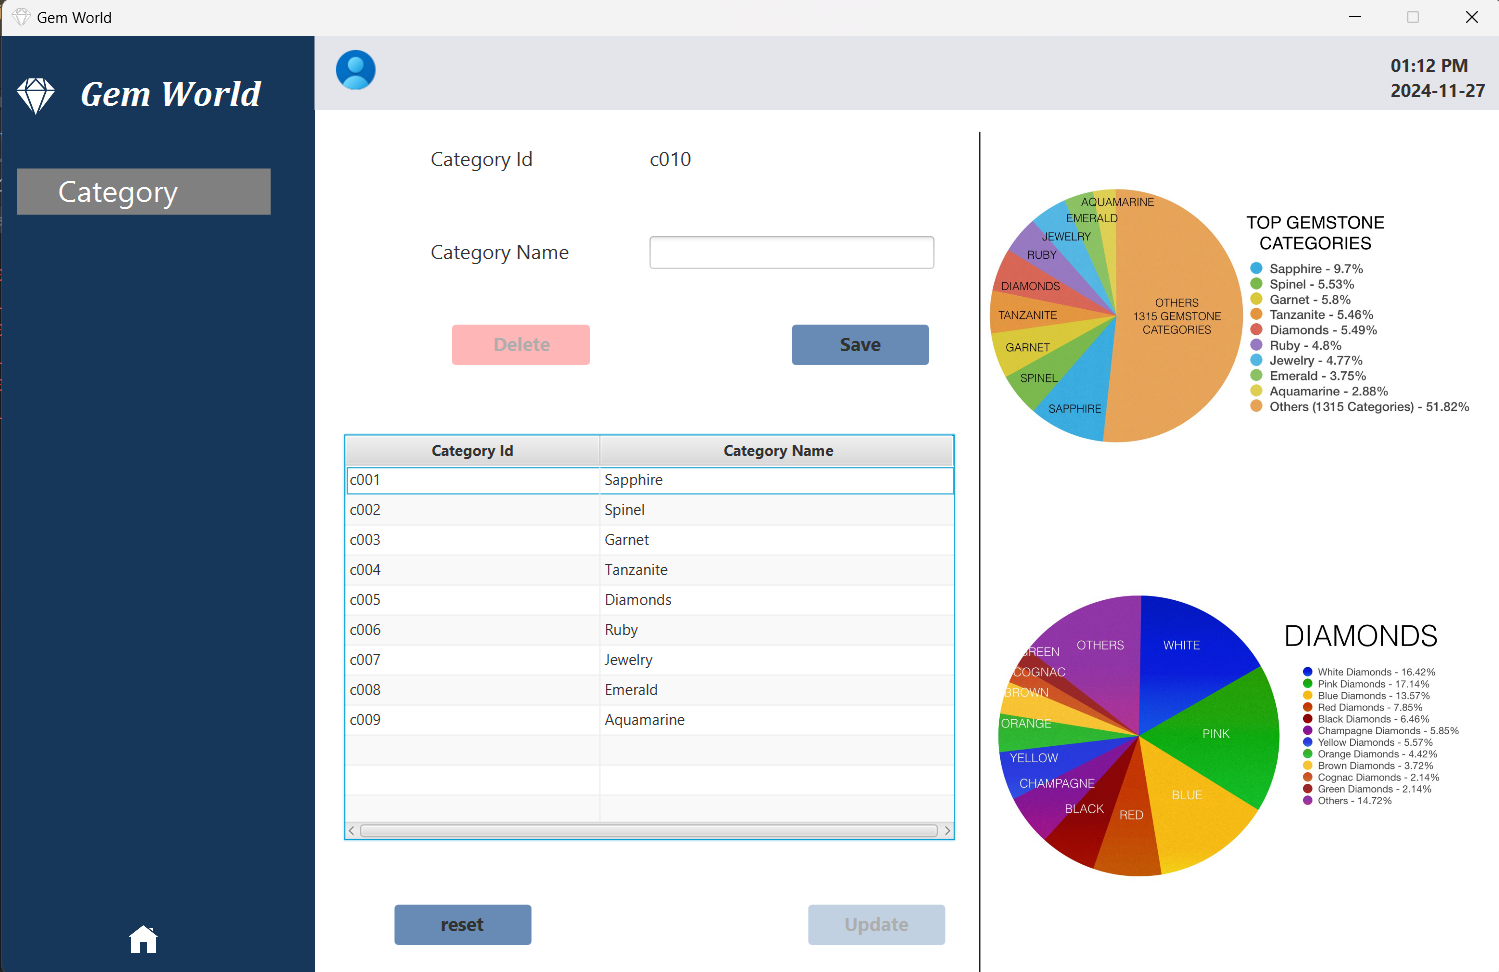 Gem World
Gem World
01:12 PM
2024-11-27
Category
Category Id
c010
Category Name
Delete
Save
Category Id Category Name
c001 Sapphire
c002 Spinel
c003 Garnet
c004 Tanzanite
c005 Diamonds
c006 Ruby
c007 Jewelry
c008 Emerald
c009 Aquamarine
reset
Update
AQUAMARINE
EMERALD
JEWELRY
RUBY
DIAMONDS
TANZANITE
GARNET
SPINEL
SAPPHIRE
OTHERS
1315 GEMSTONE
CATEGORIES
TOP GEMSTONE
CATEGORIES
Sapphire - 9.7%
Spinel - 5.53%
Garnet - 5.8%
Tanzanite - 5.46%
Diamonds - 5.49%
Ruby - 4.8%
Jewelry - 4.77%
Emerald - 3.75%
Aquamarine - 2.88%
Others (1315 Categories) - 51.82%
OTHERS
WHITE
GREEN
COGNAC
BROWN
ORANGE
YELLOW
CHAMPAGNE
BLACK
RED
BLUE
PINK
DIAMONDS
White Diamonds - 16.42%
Pink Diamonds - 17.14%
Blue Diamonds - 13.57%
Red Diamonds - 7.85%
Black Diamonds - 6.46%
Champagne Diamonds - 5.85%
Yellow Diamonds - 5.57%
Orange Diamonds - 4.42%
Brown Diamonds - 3.72%
Cognac Diamonds - 2.14%
Green Diamonds - 2.14%
Others - 14.72%